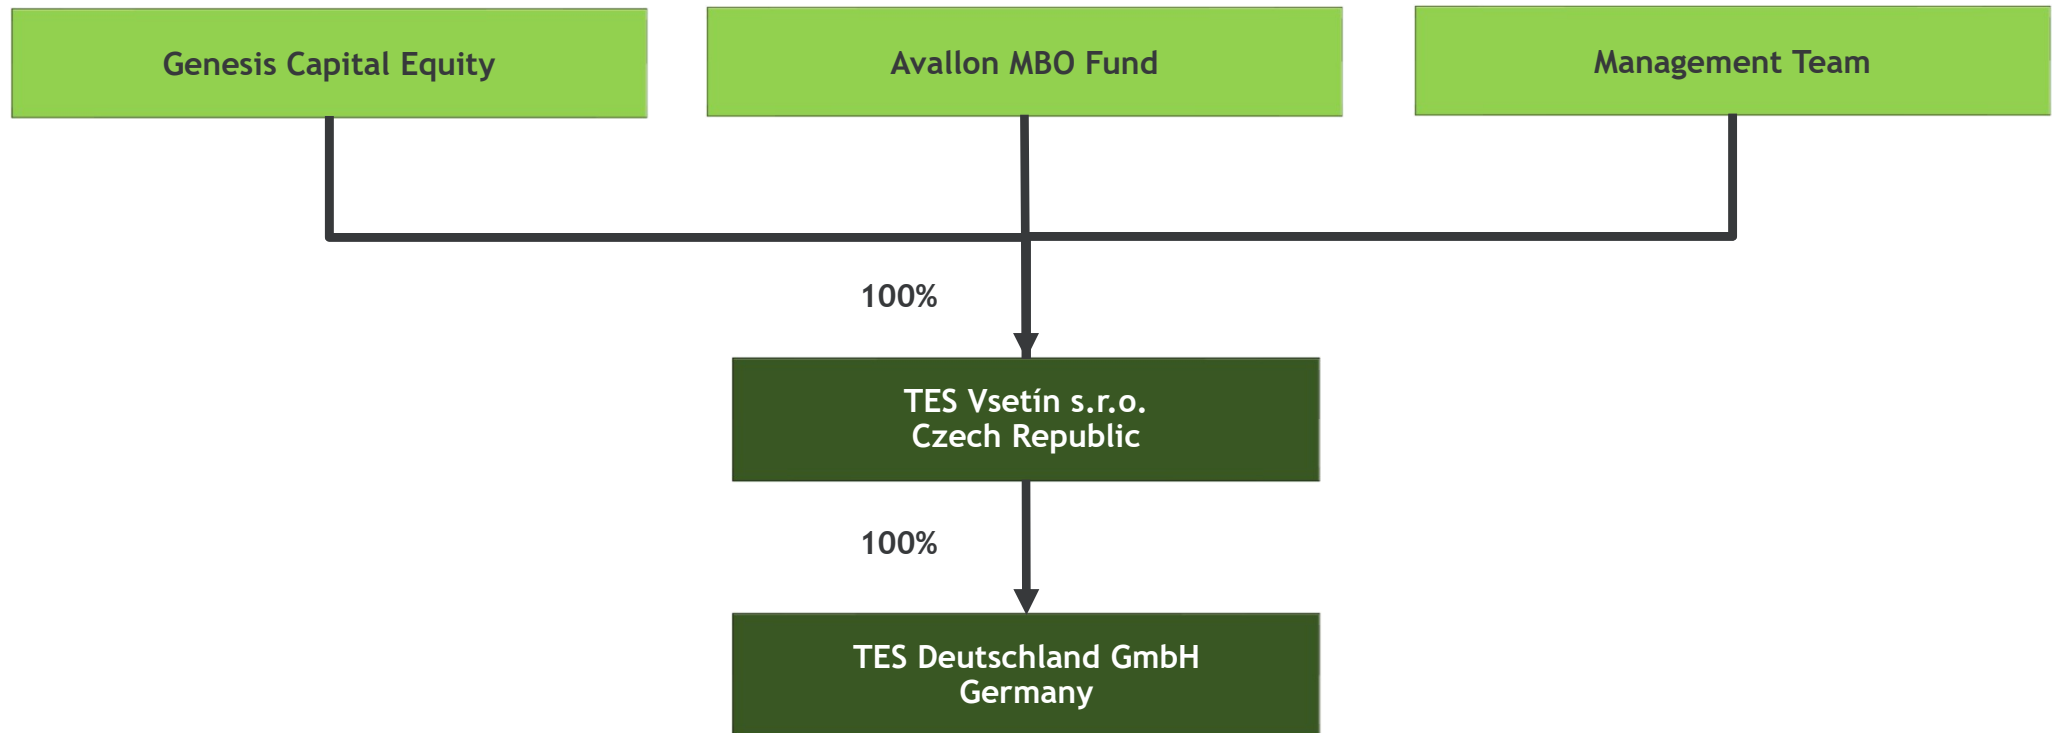 Genesis Capital Equity
Avallon MBO Fund
Management Team
100%
TES Vsetín s.r.o.
Czech Republic
100%
TES Deutschland GmbH
Germany